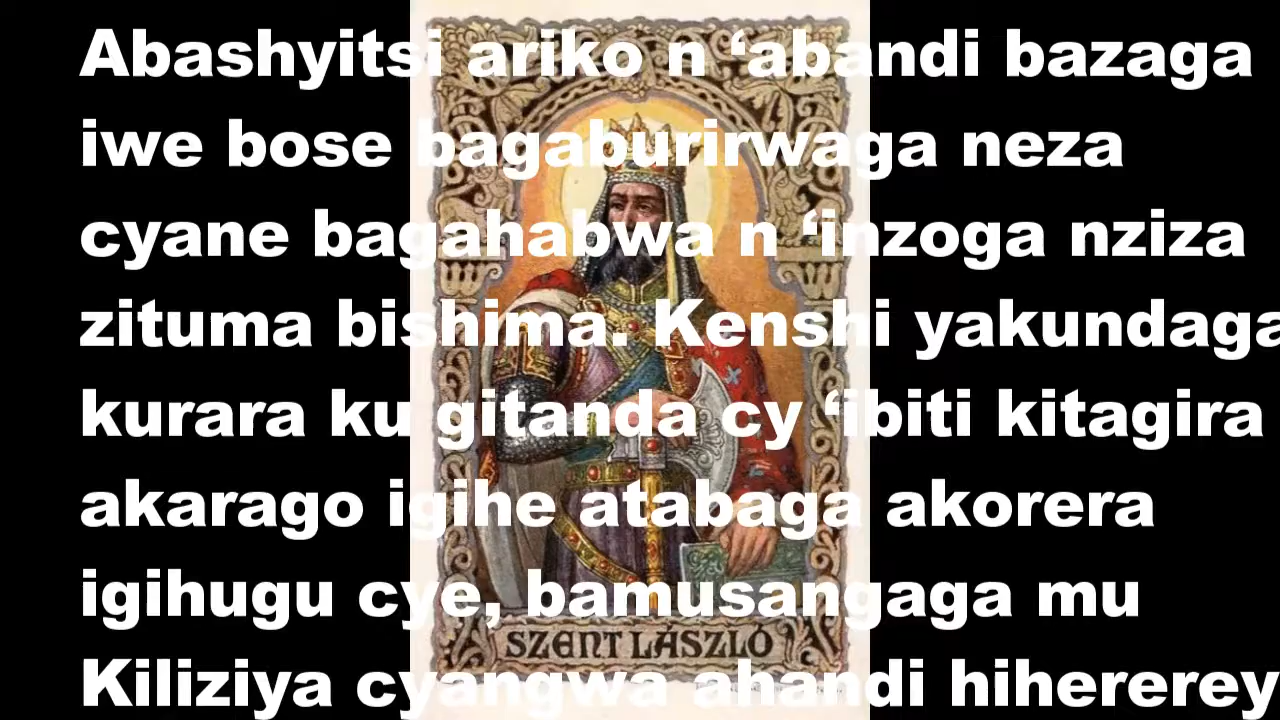 Abashyitsi ariko n ‘abandi bazaga
iwe bose bagaburirwaga neza
cyane bagahabwa n ‘inzoga nziza
zituma bishima. Kenshi yakundaga
kurara ku gitanda cy ‘ibiti kitagira
akarago igihe atabaga akorera
igihugu cye, bamusangaga mu
SZENT LÁSZLÓ
Kiliziya cyangwa ahandi hiherere